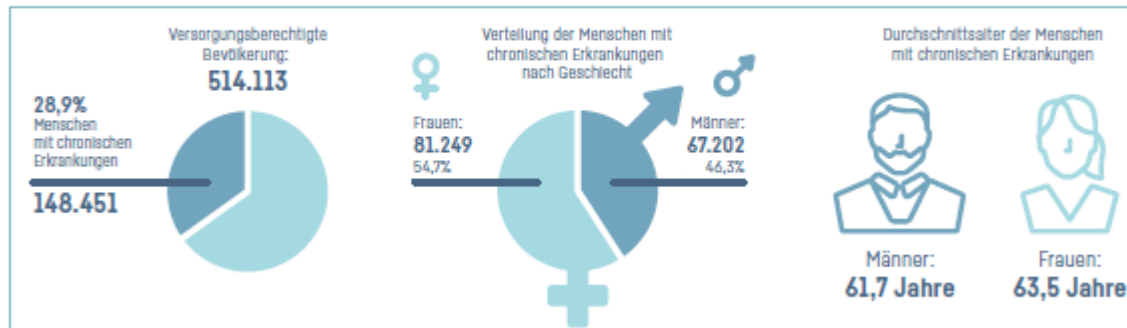 Versorgungsberechtigte
Bevölkerung:
514.113
28,9%
Menschen
mit chronischen
Erkrankungen
148.451
Verteilung der Menschen mit
chronischen Erkrankungen
nach Geschlecht
Frauen:
81.249
54,7%
Männer:
67.202
46,3%
Durchschnittsalter der Menschen
mit chronischen Erkrankungen
Männer:
61,7 Jahre
Frauen:
63,5 Jahre